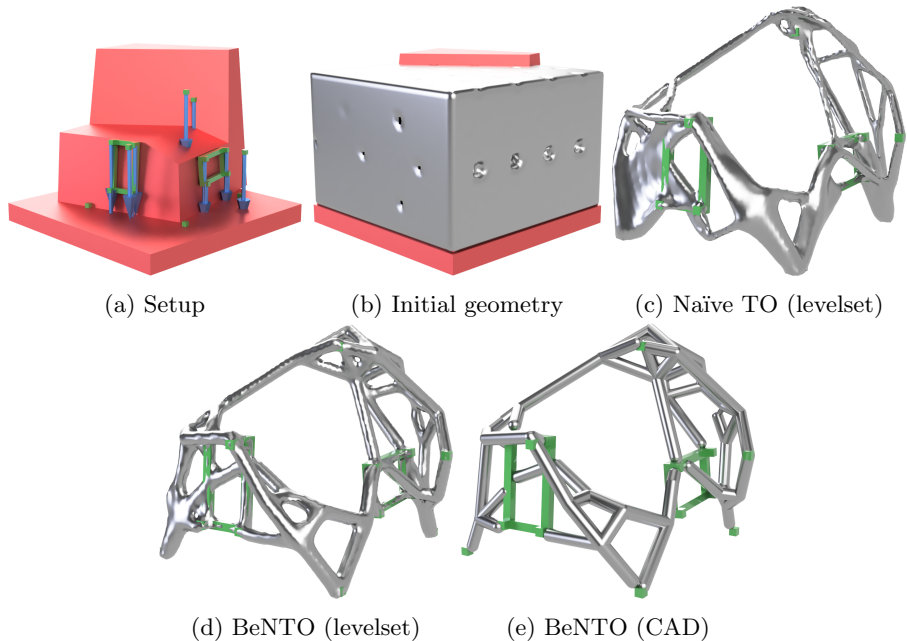 (a) Setup
(b) Initial geometry
(c) Naïve TO (levelset)
(d) BeNTO (levelset)
(e) BeNTO (CAD)